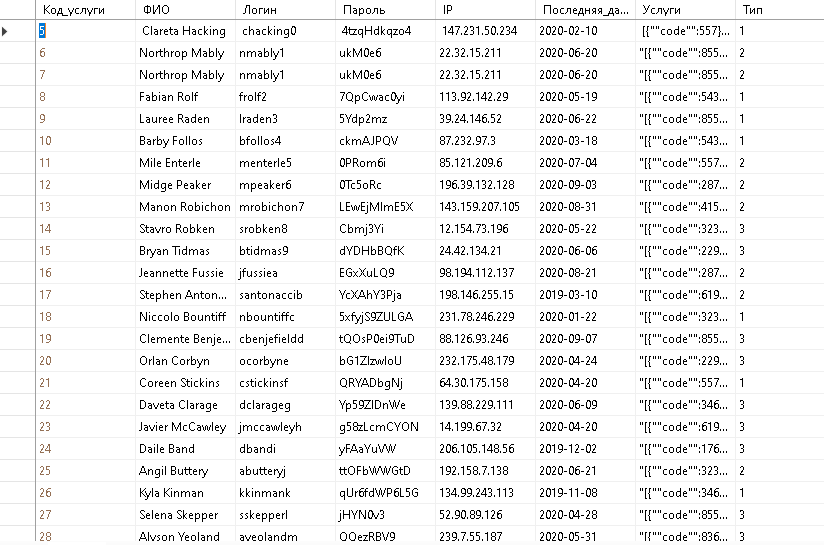 Код_услуги ФИО Логин Пароль IP Последняя_да... Услуги Тип
5 Clareta Hacking chacking0 4tzqHdkqzo4 147.231.50.234 2020-02-10 [{""code"":557}... 1
6 Northrop Mably nmably1 ukM0e6 22.32.15.211 2020-06-20 "[{""code"":855... 2
7 Northrop Mably nmably1 ukM0e6 22.32.15.211 2020-06-20 "[{""code"":855... 2
8 Fabian Rolf frolf2 7QpCwac0yi 113.92.142.29 2020-05-19 "[{""code"":543... 1
9 Lauree Raden lraden3 5Ydp2mz 39.24.146.52 2020-06-22 "[{""code"":855... 1
10 Barby Follos bfollos4 ckmAJPQV 87.232.97.3 2020-03-18 "[{""code"":543... 1
11 Mile Enterle menterle5 0PRom6i 85.121.209.6 2020-07-04 "[{""code"":557... 2
12 Midge Peaker mpeaker6 0Tc5oRc 196.39.132.128 2020-09-03 "[{""code"":287... 2
13 Manon Robichon mrobichon7 LEwEjMlmE5X 143.159.207.105 2020-08-31 "[{""code"":415... 2
14 Stavro Robken srobken8 Cbmj3Yi 12.154.73.196 2020-05-22 "[{""code"":323... 3
15 Bryan Tidmas btidmas9 dYDHbBQfK 24.42.134.21 2020-06-06 "[{""code"":229... 3
16 Jeannette Fussie jfussiea EGxXuLQ9 98.194.112.137 2020-08-21 "[{""code"":287... 2
17 Stephen Anton... santonaccib YcXAhY3Pja 198.146.255.15 2019-03-10 "[{""code"":619... 2
18 Niccolo Bountiff nbountiffc 5xfyjS9ZULGA 231.78.246.229 2020-01-22 "[{""code"":323... 1
19 Clemente Benje... cbenjefieldd tQOsP0ei9TuD 88.126.93.246 2020-09-07 "[{""code"":855... 3
20 Orlan Corbyn ocorbyne bG1ZIzwloU 232.175.48.179 2020-04-24 "[{""code"":229... 3
21 Coreen Stickins cstickinsf QRYADbgNj 64.30.175.158 2020-04-20 "[{""code"":557... 1
22 Daveta Clarage dclarageg Yp59ZIDnWe 139.88.229.111 2020-06-09 "[{""code"":346... 3
23 Javier McCawley jmccawleyh g58zLcmCYON 14.199.67.32 2020-04-20 "[{""code"":619... 3
24 Daile Band dbandi yFAaYuVW 206.105.148.56 2019-12-02 "[{""code"":176... 3
25 Angil Buttery abutteryj ttOFbWWGtD 192.158.7.138 2020-06-21 "[{""code"":323... 2
26 Kyla Kinman kkinmank qUr6fdWP6L5G 134.99.243.113 2019-11-08 "[{""code"":346... 1
27 Selena Skepper sskepperl jHYN0v3 52.90.89.126 2020-04-28 "[{""code"":855... 3
28 Alyson Yeoland ayeolandm QQezRBV9 239.7.55.187 2020-05-31 "[{""code"":836... 3